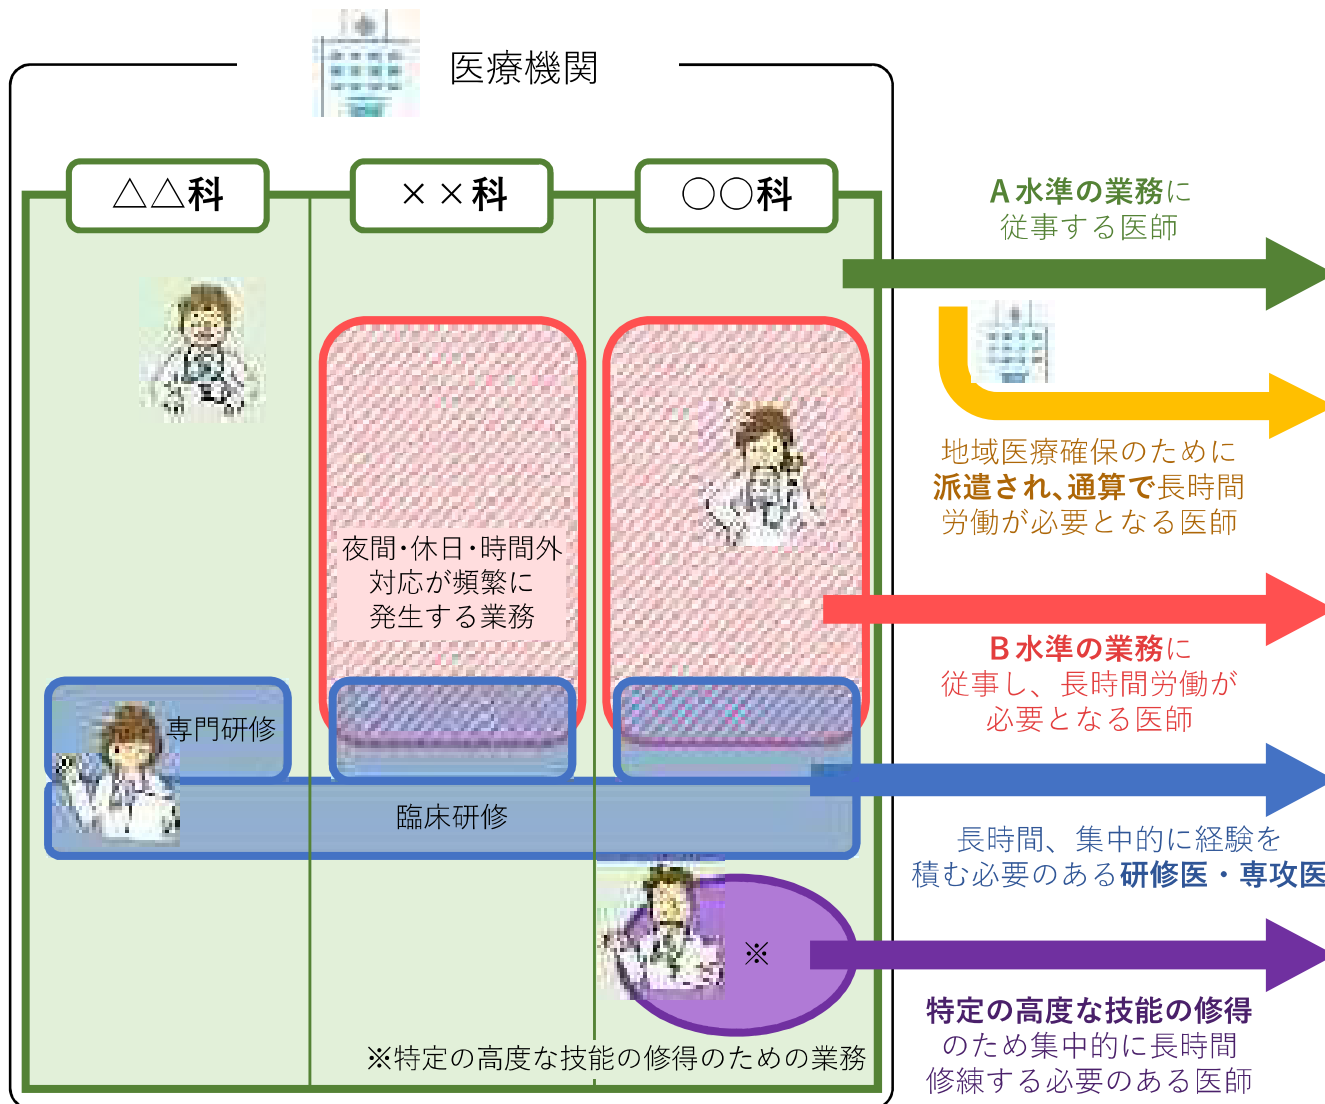 医療機関
△△科
××科
○○科
夜間・休日・時間外
対応が頻繁に
発生する業務
専門研修
臨床研修
※
※特定の高度な技能の修得のための業務
A水準の業務に
従事する医師
地域医療確保のために
派遣され、通算で長時間
労働が必要となる医師
B水準の業務に
従事し、長時間労働が
必要となる医師
長時間、集中的に経験を
積む必要のある研修医・専攻医
特定の高度な技能の修得
のため集中的に長時間
修練する必要のある医師